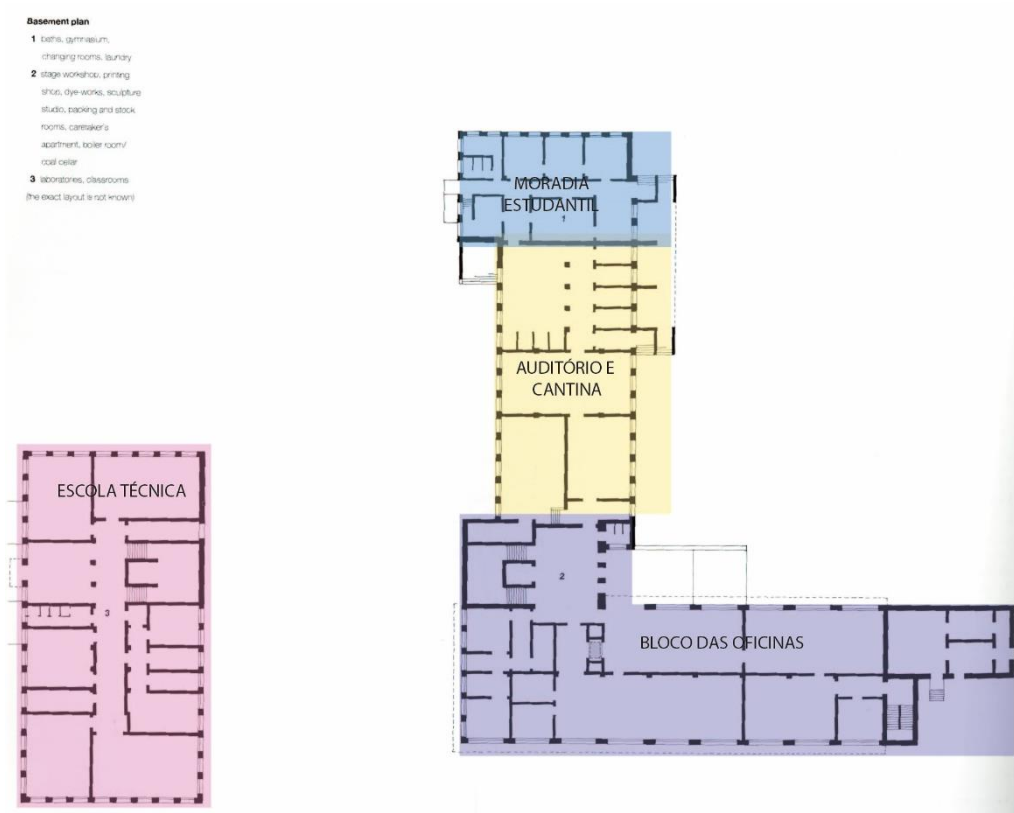 Basement plan
1 baths, gymnasium,
changing rooms, laundry
2 stage workshop, printing
shop, dye-works, sculpture
studio, packing and stock
rooms, caretaker's
apartment, boiler room/
coal cellar
3 laboratories, classrooms
(the exact layout is not known)
MORADIA
ESTUDANTIL
1
AUDITÓRIO E
CANTINA
ESCOLA TÉCNICA
2
3
BLOCO DAS OFICINAS